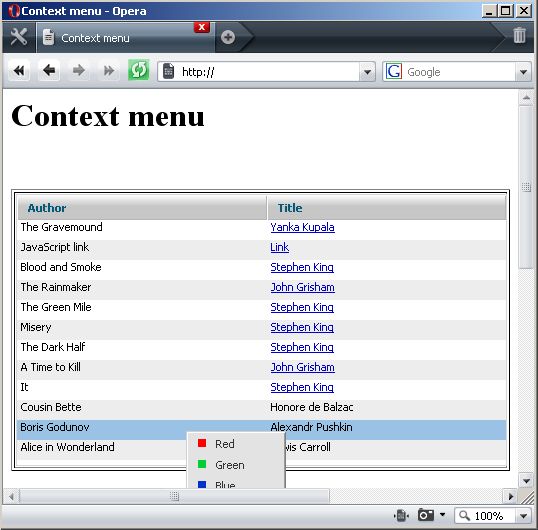 Context menu - Opera
Context menu
http://
Google
Context menu
Author Title
The Gravemound Yanka Kupala
JavaScript link Link
Blood and Smoke Stephen King
The Rainmaker John Grisham
The Green Mile Stephen King
Misery Stephen King
The Dark Half Stephen King
A Time to Kill John Grisham
It Stephen King
Cousin Bette Honore de Balzac
Boris Godunov Alexandr Pushkin
Alice in Wonderland Carroll
Red
Green
Blue
100%